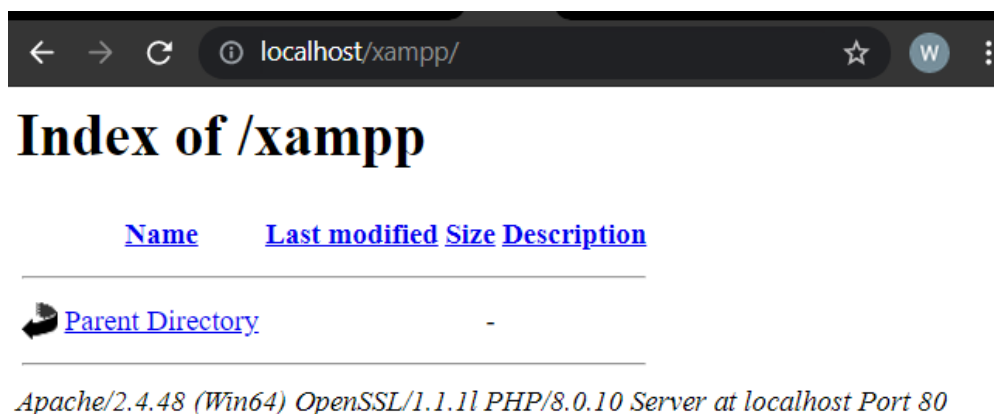 localhost/xampp/
W
Index of /xampp
Name Last modified Size Description
Parent Directory -
Apache/2.4.48 (Win64) OpenSSL/1.1.1l PHP/8.0.10 Server at localhost Port 80